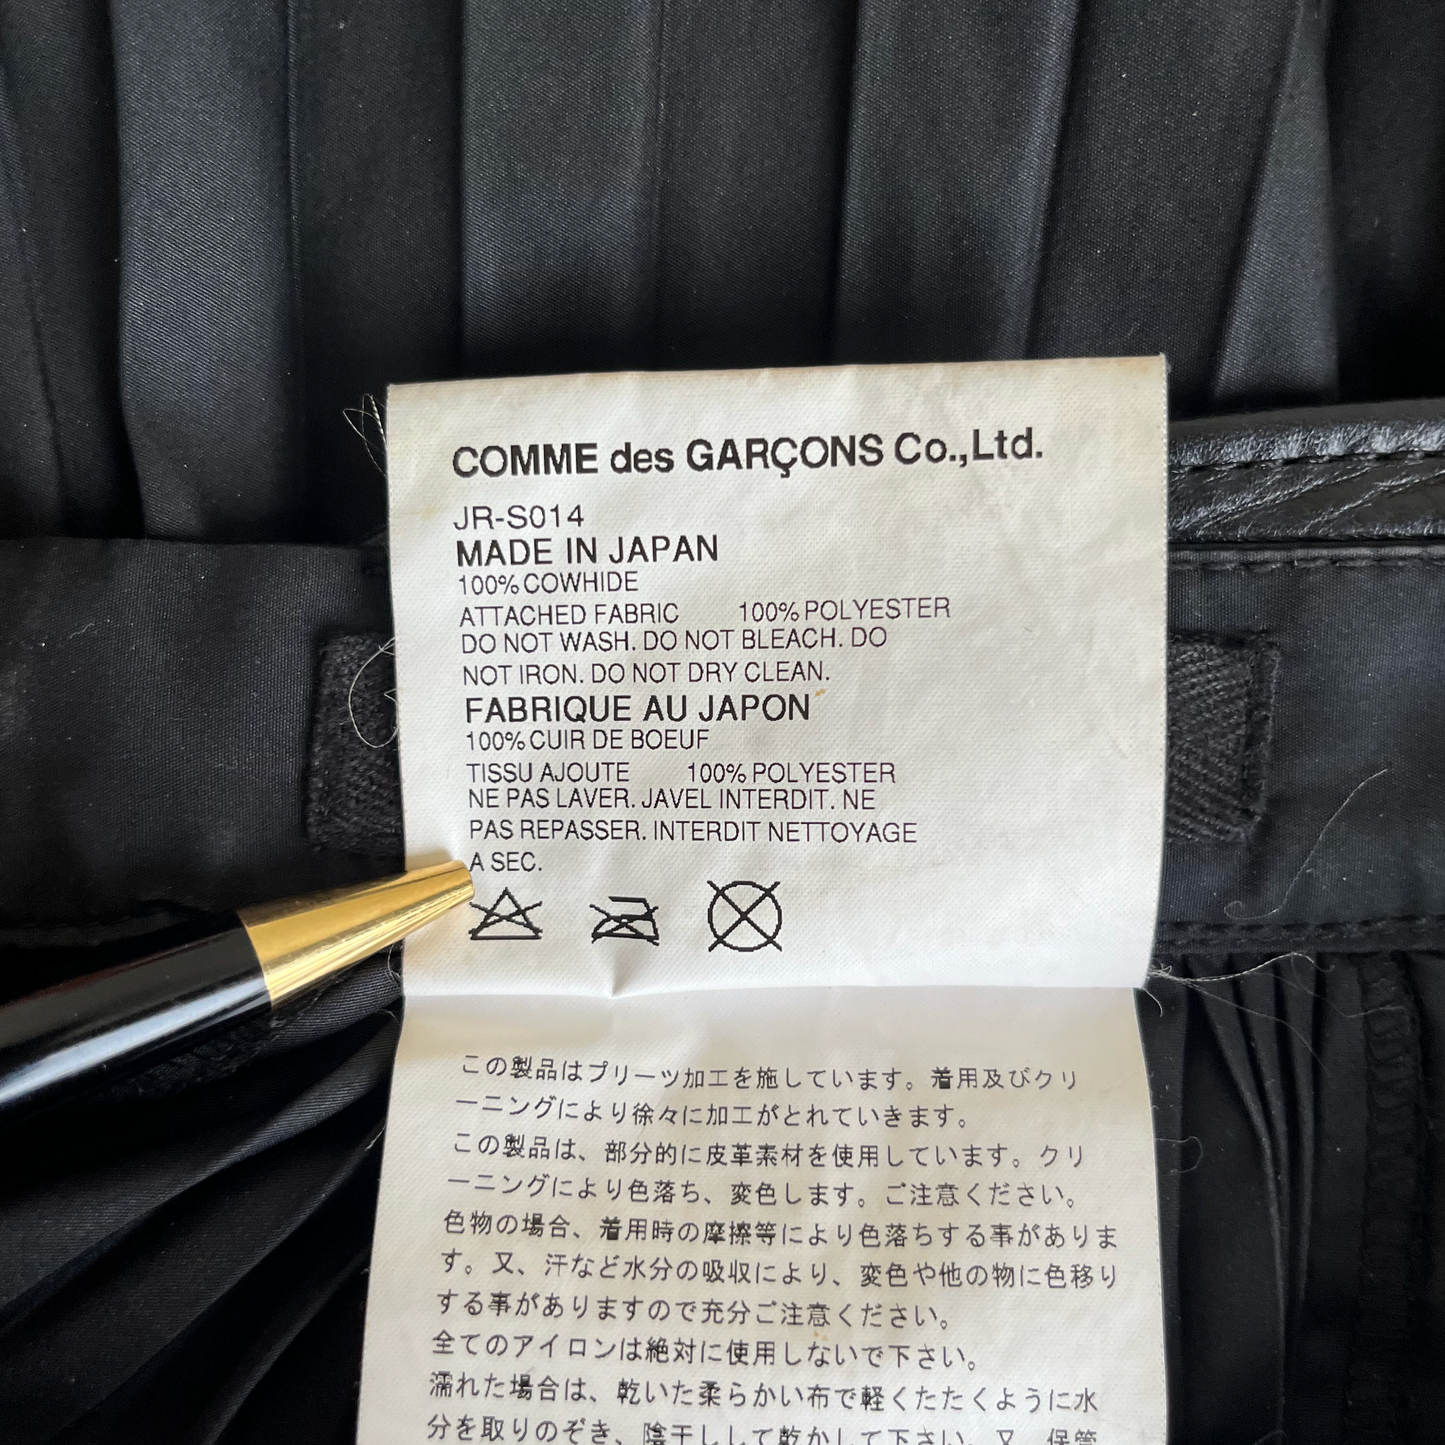 COMME des GARÇONS Co.,Ltd.
JR-S014
MADE IN JAPAN
100% COWHIDE
ATTACHED FABRIC 100% POLYESTER
DO NOT WASH. DO NOT BLEACH. DO
NOT IRON. DO NOT DRY CLEAN.
FABRIQUE AU JAPON
100% CUIR DE BOEUF
TISSU AJOUTE 100% POLYESTER
NE PAS LAVER. JAVEL INTERDIT. NE
PAS REPASSER. INTERDIT NETTOYAGE
A SEC.
この製品はプリーツ加工を施しています。着用及びクリ
ーニングにより徐々に加工がとれていきます。
この製品は、部分的に皮革素材を使用しています。クリ
ーニングにより色落ち、変色します。ご注意ください。
色物の場合、着用時の摩擦等により色落ちする事がありま
す。又、汗など水分の吸収により、変色や他の物に色移り
する事がありますので充分ご注意ください。
全てのアイロンは絶対に使用しないで下さい。
濡れた場合は、乾いた柔らかい布で軽くたたくように水
分を取りのぞき、陰干しして乾かして下さい。又、保管